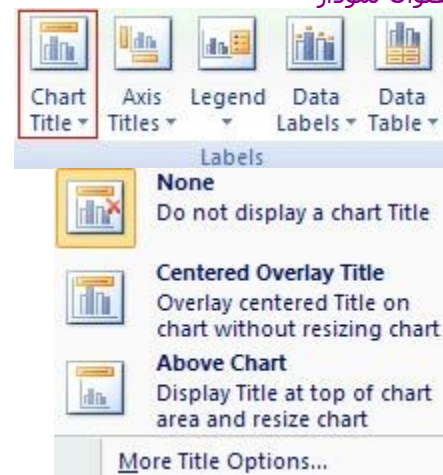 عنوان نمودار
Chart Title
Axis Titles
Legend
Data Labels
Data Table
Labels
None
Do not display a chart Title
Centered Overlay Title
Overlay centered Title on
chart without resizing chart
Above Chart
Display Title at top of chart
area and resize chart
More Title Options...